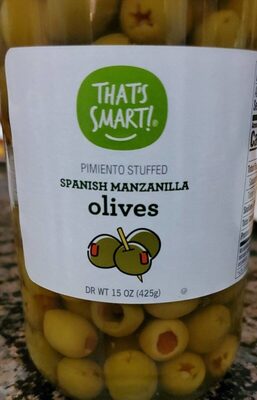 THAT'S
SMART!®
PIMIENTO STUFFED
SPANISH MANZANILLA
olives
DR WT 15 OZ (425g)